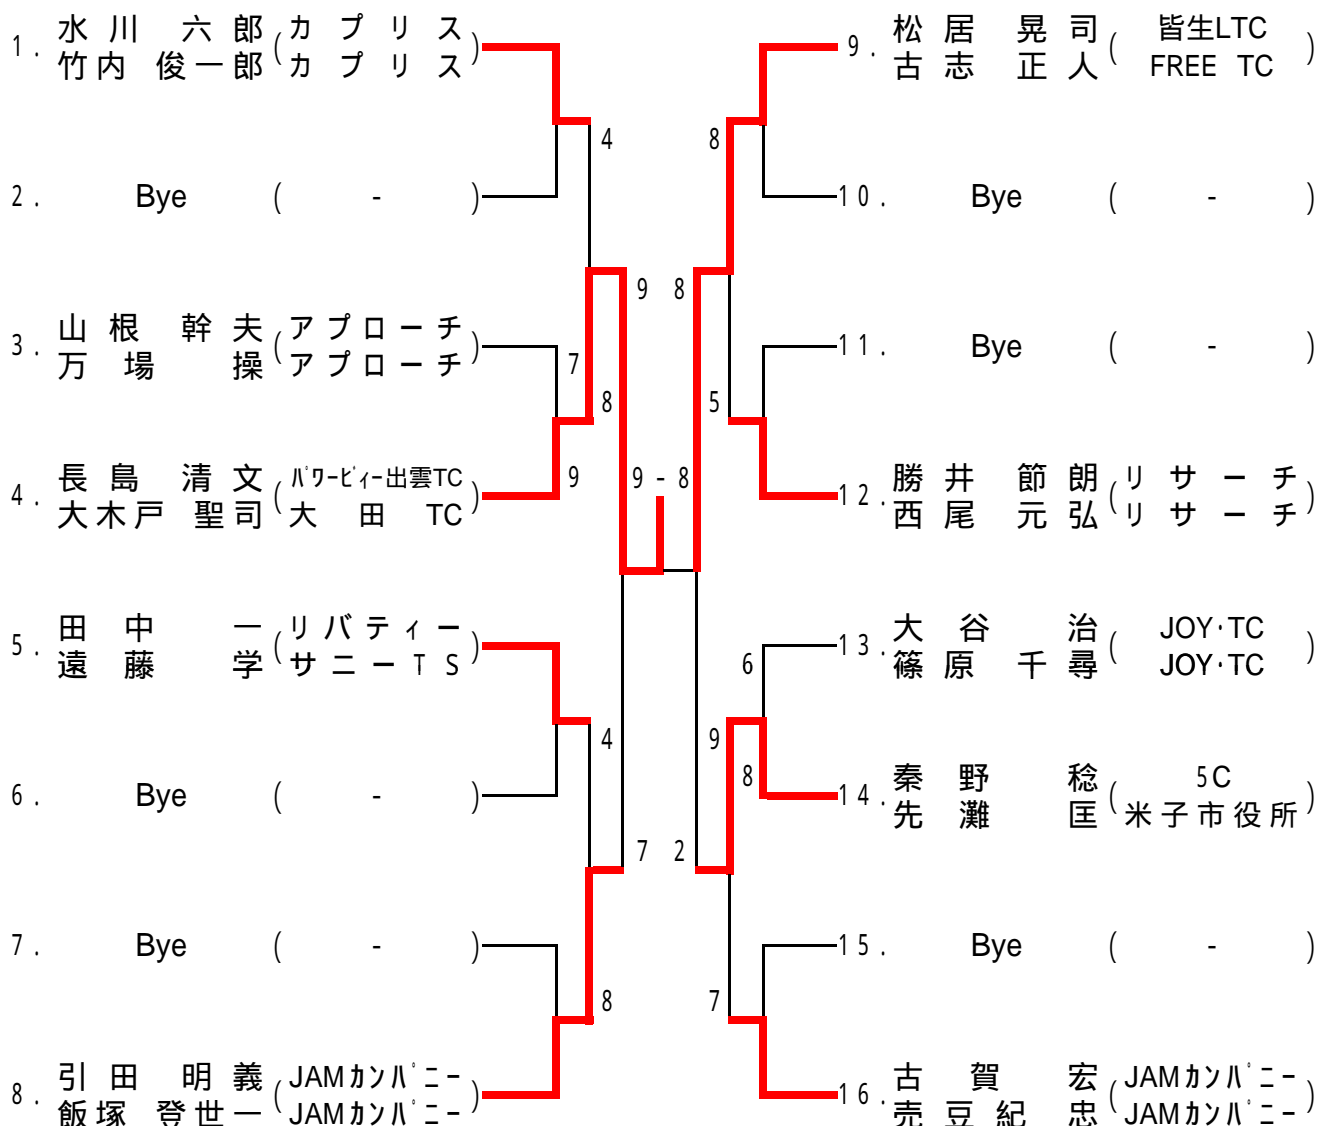 1. 水川 六郎 (カプリス)
竹内 俊一郎 (カプリス)
4
2. Bye ( - )
9
3. 山根 幹夫 (アプローチ)
万場 操 (アプローチ)
7
8
4. 長島 清文 (パワービィー出雲TC)
大木戸 聖司 (大田 TC)
9
9-8
5. 田中 一 (リバティー)
遠藤 学 (サニーTS)
4
6. Bye ( - )
7
7. Bye ( - )
8
8. 引田 明義 (JAMカンパニー)
飯塚 登世一 (JAMカンパニー)
9. 松居 晃司 (皆生LTC)
古志 正人 (FREE TC)
8
10. Bye ( - )
8
11. Bye ( - )
5
12. 勝井 節朗 (リサーチ)
西尾 元弘 (リサーチ)
13. 大谷 治 (JOY・TC)
篠原 千尋 (JOY・TC)
6
9
8
14. 秦野 稔 (5C)
先灘 匡 (米子市役所)
2
15. Bye ( - )
7
16. 古賀 宏 (JAMカンパニー)
売豆紀 忠 (JAMカンパニー)